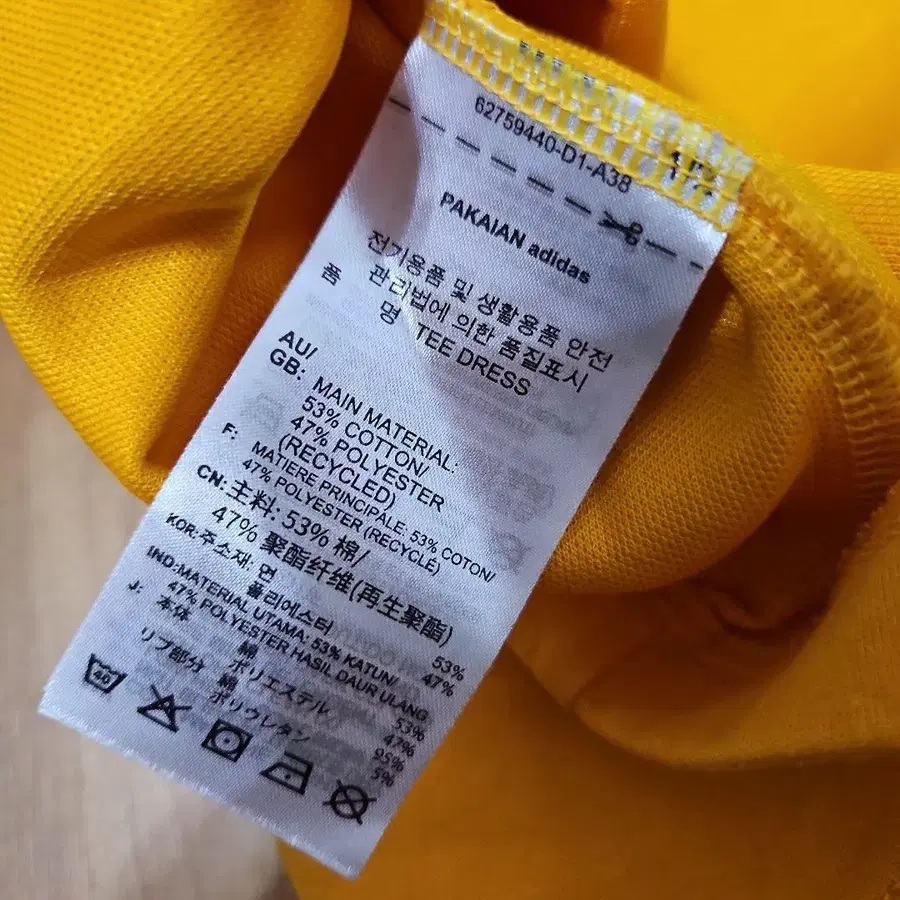 62759440-D1-A38
PAKAIAN adidas
전기용품 및 생활용품 안전
관리법에 의한 품질표시
품 명 TEE DRESS
AU/
GB: MAIN MATERIAL:
53% COTTON/
47% POLYESTER
(RECYCLED)
F: MATIERE PRINCIPALE: 53% COTON/
47% POLYESTER (RECYCLÉ)
CN: 主料: 53% 棉/
47% 聚酯纤维(再生聚酯)
KOR: 주소재: 면 53%
폴리에스터 47%
IND: MATERIAL UTAMA: 53% KATUN/
47% POLYESTER HASIL DAUR ULANG
J: 本体 綿 53%
ポリエステル 47%
リブ部分 綿 95%
ポリウレタン 5%
40